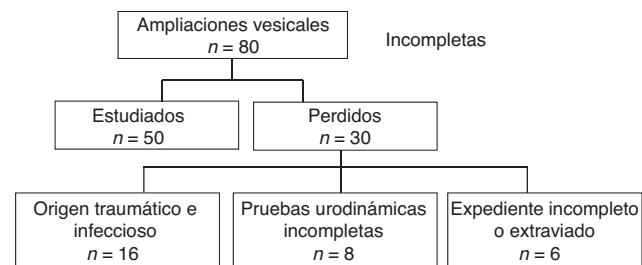 Ampliaciones vesicales
n = 80
Incompletas
Estudiados
n = 50
Perdidos
n = 30
Origen traumático e
infeccioso
n = 16
Pruebas urodinámicas
incompletas
n = 8
Expediente incompleto
o extraviado
n = 6